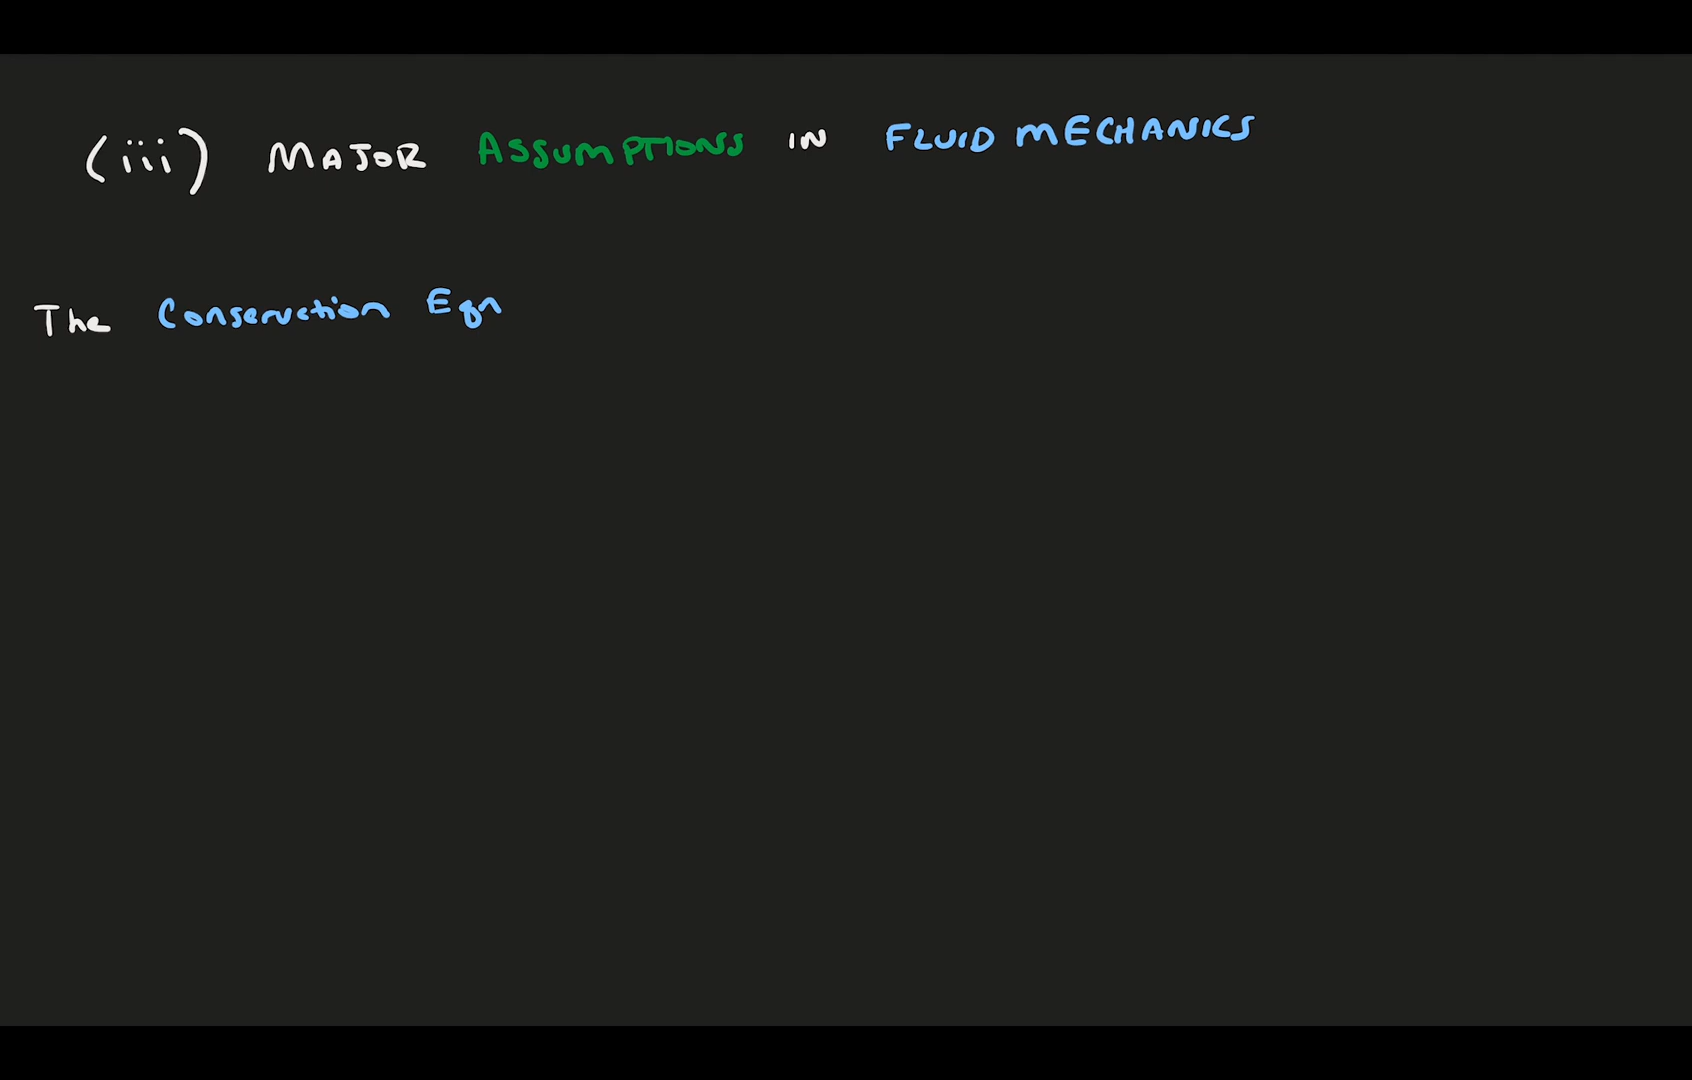 (iii) MAJOR ASSUMPTIONS IN FLUID MECHANICS
The Conservation Eqn